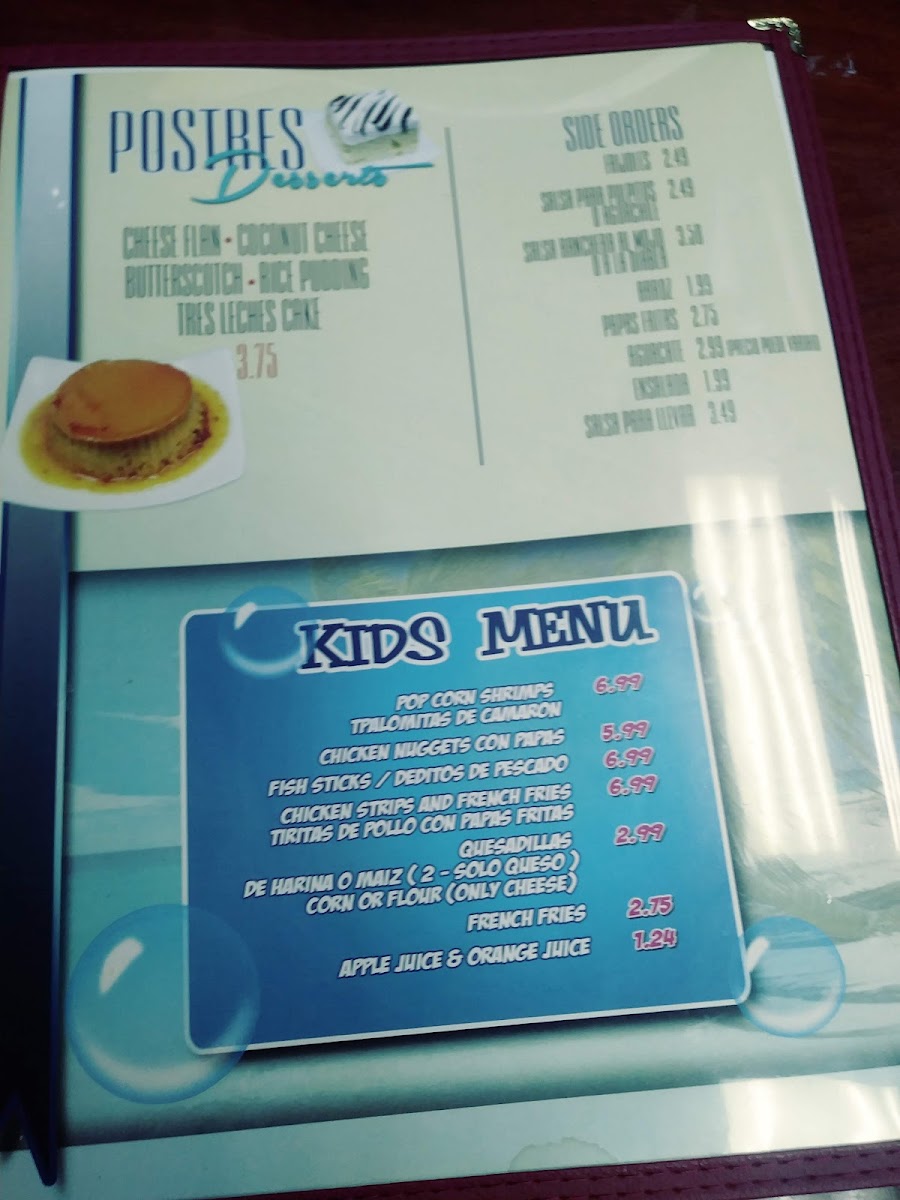 POSTRES
Desserts
CHEESE FLAN • COCONUT CHEESE
BUTTERSCOTCH • RICE PUDDING
TRES LECHES CAKE
3.75
SIDE ORDERS
FRIJOLES 2.49
SALSA PARA PULPITOS 2.49
O AGUACATE
SALSA RANCHERA AL MOJO 3.50
O A LA DIABLA
ARROZ 1.99
PAPAS FRITAS 2.75
AGUACATE 2.99 (PRECIO PUEDE VARIAR)
ENSALADA 1.99
SALSA PARA LLEVAR 3.49
KIDS MENU
POP CORN SHRIMPS 6.99
TPALOMITAS DE CAMARON
CHICKEN NUGGETS CON PAPAS 5.99
FISH STICKS / DEDITOS DE PESCADO 6.99
CHICKEN STRIPS AND FRENCH FRIES 6.99
TIRITAS DE POLLO CON PAPAS FRITAS
QUESADILLAS 2.99
DE HARINA O MAIZ ( 2 - SOLO QUESO )
CORN OR FLOUR (ONLY CHEESE)
FRENCH FRIES 2.75
APPLE JUICE & ORANGE JUICE 1.24